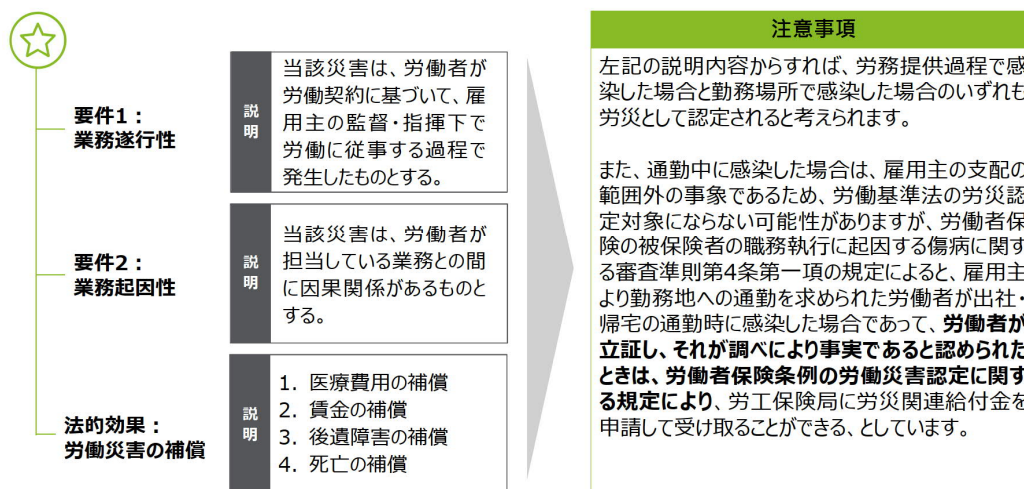 要件1：
業務遂行性
説明
当該災害は、労働者が
労働契約に基づいて、雇
用主の監督・指揮下で
労働に従事する過程で
発生したものとする。
要件2：
業務起因性
説明
当該災害は、労働者が
担当している業務との間
に因果関係があるものと
する。
法的効果：
労働災害の補償
説明
1. 医療費用の補償
2. 賃金の補償
3. 後遺障害の補償
4. 死亡の補償
注意事項
左記の説明内容からすれば、労務提供過程で感
染した場合と勤務場所で感染した場合のいずれも
労災として認定されると考えられます。
また、通勤中に感染した場合は、雇用主の支配の
範囲外の事象であるため、労働基準法の労災認
定対象にならない可能性がありますが、労働者保
険の被保険者の職務執行に起因する傷病に関す
る審査準則第4条第一項の規定によると、雇用主
より勤務地への通勤を求められた労働者が出社・
帰宅の通勤時に感染した場合であって、労働者が
立証し、それが調べにより事実であると認められた
ときは、労働者保険条例の労働災害認定に関す
る規定により、労工保険局に労災関連給付金を
申請して受け取ることができる、としています。